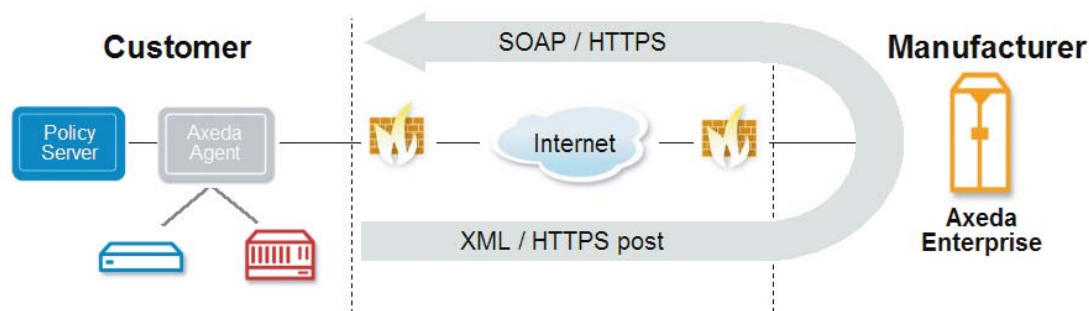 Customer
SOAP / HTTPS
Manufacturer
Policy
Server
Axeda
Agent
Internet
XML / HTTPS post
Axeda
Enterprise